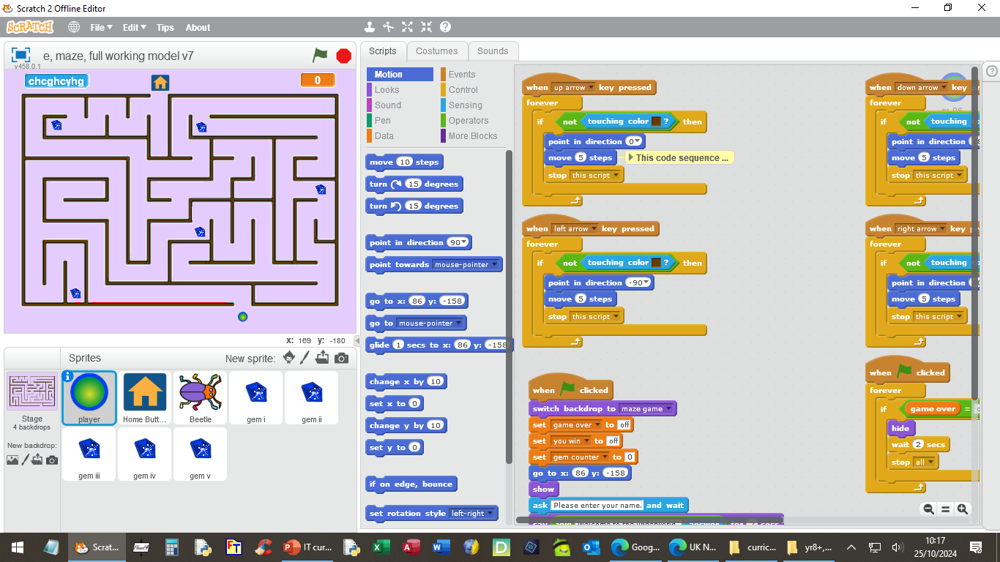 Scratch 2 Offline Editor
SCRATCH File Edit Tips About
e, maze, full working model v7
v458.0.1
chcghcyhg
0
x: 169 y: -180
Sprites
New sprite:
Stage
4 backdrops
New backdrop:
player
Home Butt...
Beetle
gem i
gem ii
gem iii
gem iv
gem v
Scripts
Costumes
Sounds
Motion
Looks
Sound
Pen
Data
Events
Control
Sensing
Operators
More Blocks
move 10 steps
turn 15 degrees
turn 15 degrees
point in direction 90
point towards mouse-pointer
go to x: 86 y: -158
go to mouse-pointer
glide 1 secs to x: 86 y: -158
change x by 10
set x to 0
change y by 10
set y to 0
if on edge, bounce
set rotation style left-right
when up arrow key pressed
forever
if not touching color ? then
point in direction 0
move 5 steps
This code sequence ...
stop this script
when left arrow key pressed
forever
if not touching color ? then
point in direction -90
move 5 steps
stop this script
when clicked
switch backdrop to maze game
set game over to off
set you win to off
set gem counter to 0
go to x: 86 y: -158
show
ask Please enter your name. and wait
when down arrow key
forever
if not touching
point in direction
move 5 steps
stop this script
when right arrow key
forever
if not touching
point in direction
move 5 steps
stop this script
when clicked
forever
if game over =
hide
wait 2 secs
stop all
Scrat...
IT cur...
Goog...
UK N...
curric...
yr8+,...
10:17
25/10/2024